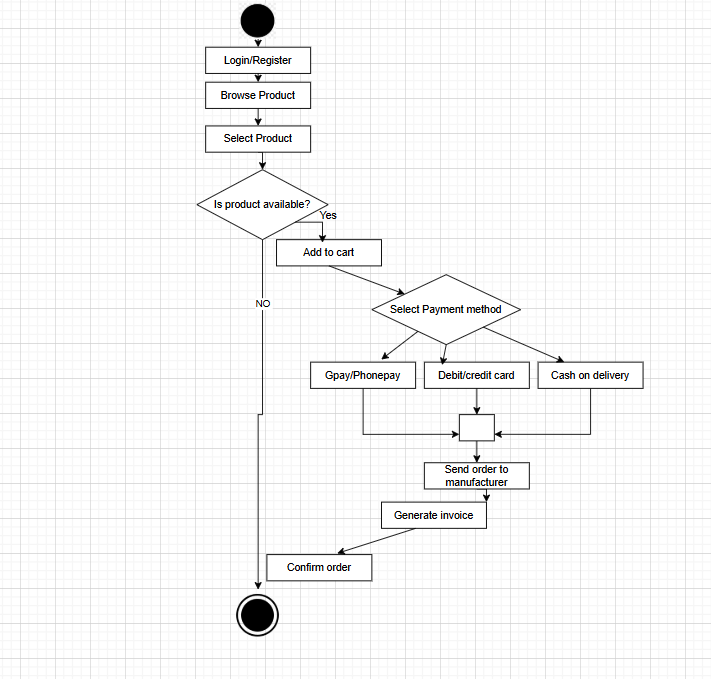 Login/Register
Browse Product
Select Product
Is product available?
Yes
Add to cart
NO
Select Payment method
Gpay/Phonepay
Debit/credit card
Cash on delivery
Send order to
manufacturer
Generate invoice
Confirm order